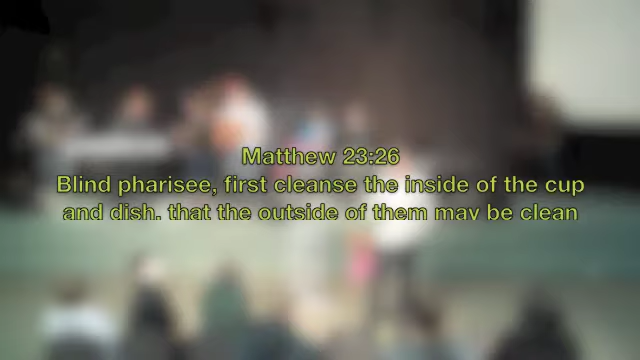 Matthew 23:26
Blind pharisee, first cleanse the inside of the cup
and dish. that the outside of them may be clean